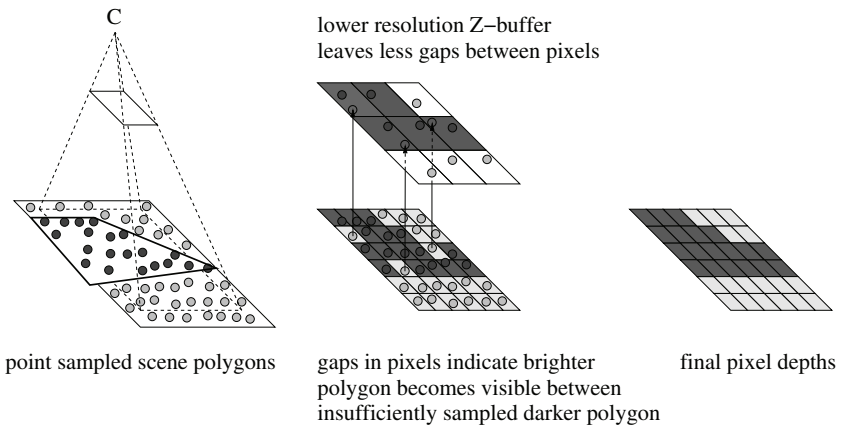 C
lower resolution Z−buffer
leaves less gaps between pixels
point sampled scene polygons
gaps in pixels indicate brighter
polygon becomes visible between
insufficiently sampled darker polygon
final pixel depths